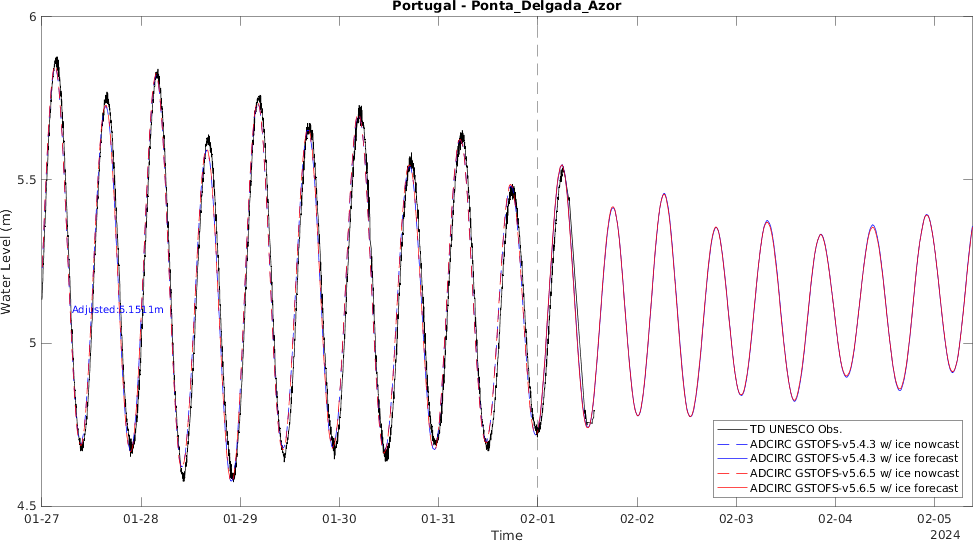 Portugal - Ponta_Delgada_Azor
6
5.5
5
4.5
Water Level (m)
Adjusted:5.1511m
TD UNESCO Obs.
ADCIRC GSTOFS-v5.4.3 w/ ice nowcast
ADCIRC GSTOFS-v5.4.3 w/ ice forecast
ADCIRC GSTOFS-v5.6.5 w/ ice nowcast
ADCIRC GSTOFS-v5.6.5 w/ ice forecast
01-27 01-28 01-29 01-30 01-31 02-01 02-02 02-03 02-04 02-05
Time 2024